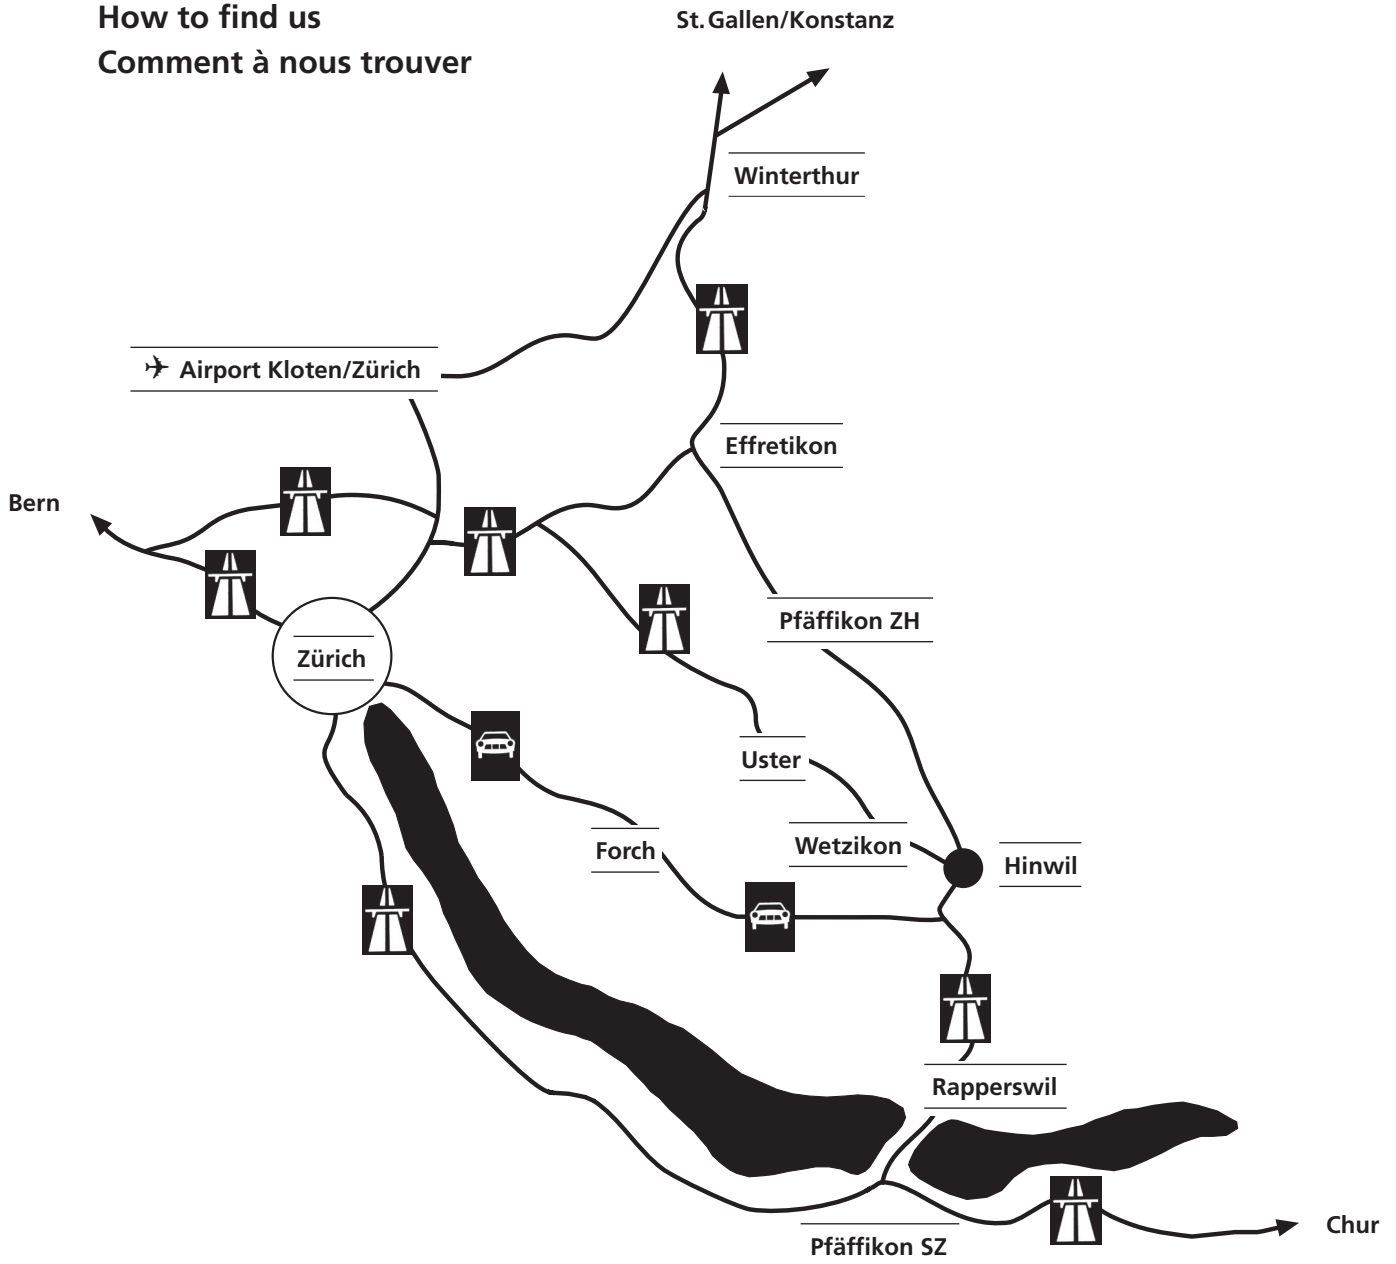 How to find us
Comment à nous trouver
St. Gallen/Konstanz
Winterthur
Airport Kloten/Zürich
Effretikon
Bern
Pfäffikon ZH
Zürich
Uster
Wetzikon
Forch
Hinwil
Rapperswil
Chur
Pfäffikon SZ